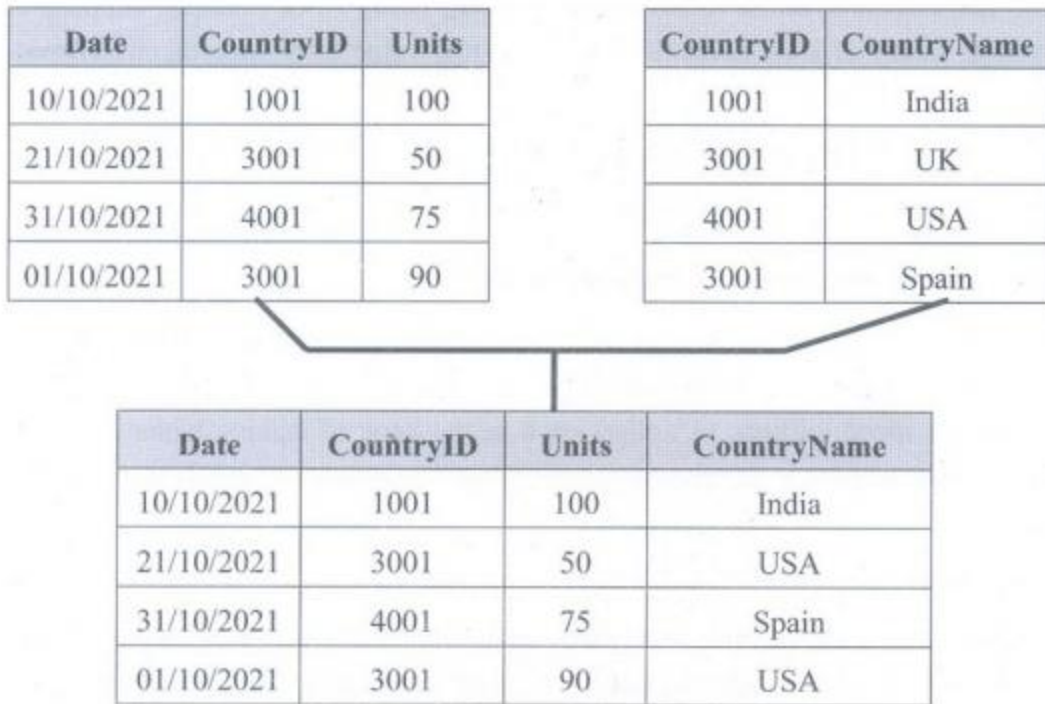 Date CountryID Units
10/10/2021 1001 100
21/10/2021 3001 50
31/10/2021 4001 75
01/10/2021 3001 90
CountryID CountryName
1001 India
3001 UK
4001 USA
3001 Spain
Date CountryID Units CountryName
10/10/2021 1001 100 India
21/10/2021 3001 50 USA
31/10/2021 4001 75 Spain
01/10/2021 3001 90 USA